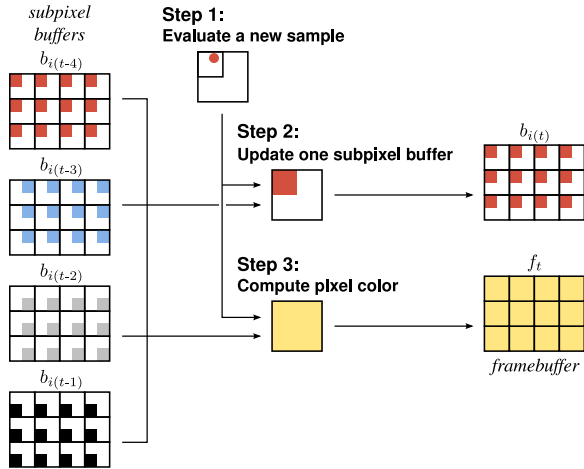 subpixel
buffers
b_{i(t-4)}
b_{i(t-3)}
b_{i(t-2)}
b_{i(t-1)}
Step 1:
Evaluate a new sample
Step 2:
Update one subpixel buffer
b_{i(t)}
Step 3:
Compute pixel color
f_t
framebuffer